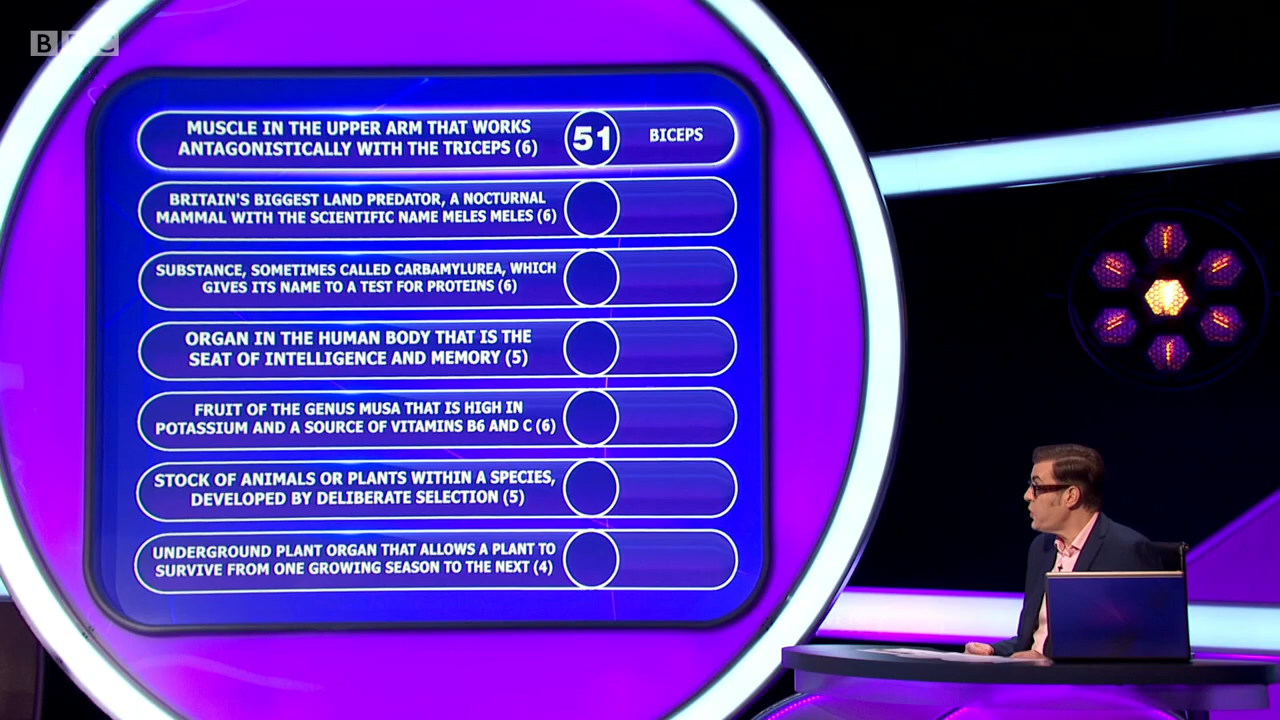 BBC
MUSCLE IN THE UPPER ARM THAT WORKS
ANTAGONISTICALLY WITH THE TRICEPS (6)
51
BICEPS
BRITAIN'S BIGGEST LAND PREDATOR, A NOCTURNAL
MAMMAL WITH THE SCIENTIFIC NAME MELES MELES (6)
SUBSTANCE, SOMETIMES CALLED CARBAMYLUREA, WHICH
GIVES ITS NAME TO A TEST FOR PROTEINS (6)
ORGAN IN THE HUMAN BODY THAT IS THE
SEAT OF INTELLIGENCE AND MEMORY (5)
FRUIT OF THE GENUS MUSA THAT IS HIGH IN
POTASSIUM AND A SOURCE OF VITAMINS B6 AND C (6)
STOCK OF ANIMALS OR PLANTS WITHIN A SPECIES,
DEVELOPED BY DELIBERATE SELECTION (5)
UNDERGROUND PLANT ORGAN THAT ALLOWS A PLANT TO
SURVIVE FROM ONE GROWING SEASON TO THE NEXT (4)